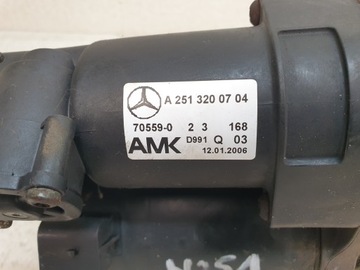 A 251 320 07 04
70559-0 2 3 168
AMK D991 Q 03
12.01.2006